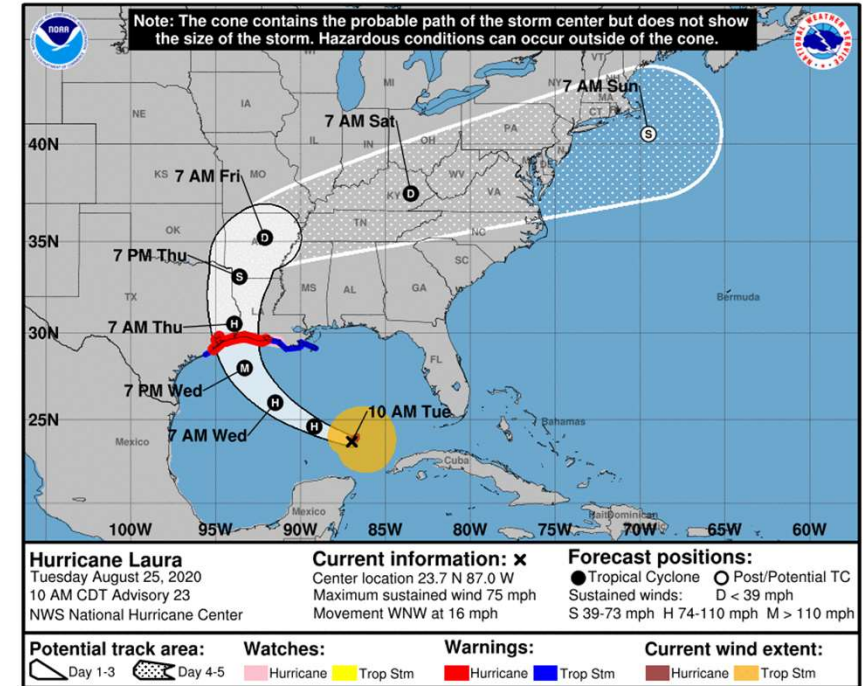 Note: The cone contains the probable path of the storm center but does not show
the size of the storm. Hazardous conditions can occur outside of the cone.
NOAA
NATIONAL WEATHER SERVICE
VT
NH
MI
NY
MA
7 AM Sun
NE
IA
CT
7 AM Sat
PA
S
40N
IL
IN
OH
DE
KS
7 AM Fri
MO
WV
VA
KY
D
TN
NC
OK
35N
D
SC
7 PM Thu
S
MS
AL
GA
TX
LA
Bermuda
7 AM Thu
H
30N
FL
M
7 PM Wed
H
10 AM Tue
25N
H
7 AM Wed
Bahamas
Mexico
Cuba
Mexico
Haiti
Dominican
100W
95W
90W
85W
80W
75W
70W
65W
60W
Hurricane Laura
Tuesday August 25, 2020
10 AM CDT Advisory 23
NWS National Hurricane Center
Current information: ×
Center location 23.7 N 87.0 W
Maximum sustained wind 75 mph
Movement WNW at 16 mph
Forecast positions:
Tropical Cyclone
Post/Potential TC
Sustained winds: D < 39 mph
S 39-73 mph H 74-110 mph M > 110 mph
Potential track area:
Day 1-3
Day 4-5
Watches:
Hurricane
Trop Stm
Warnings:
Hurricane
Trop Stm
Current wind extent:
Hurricane
Trop Stm